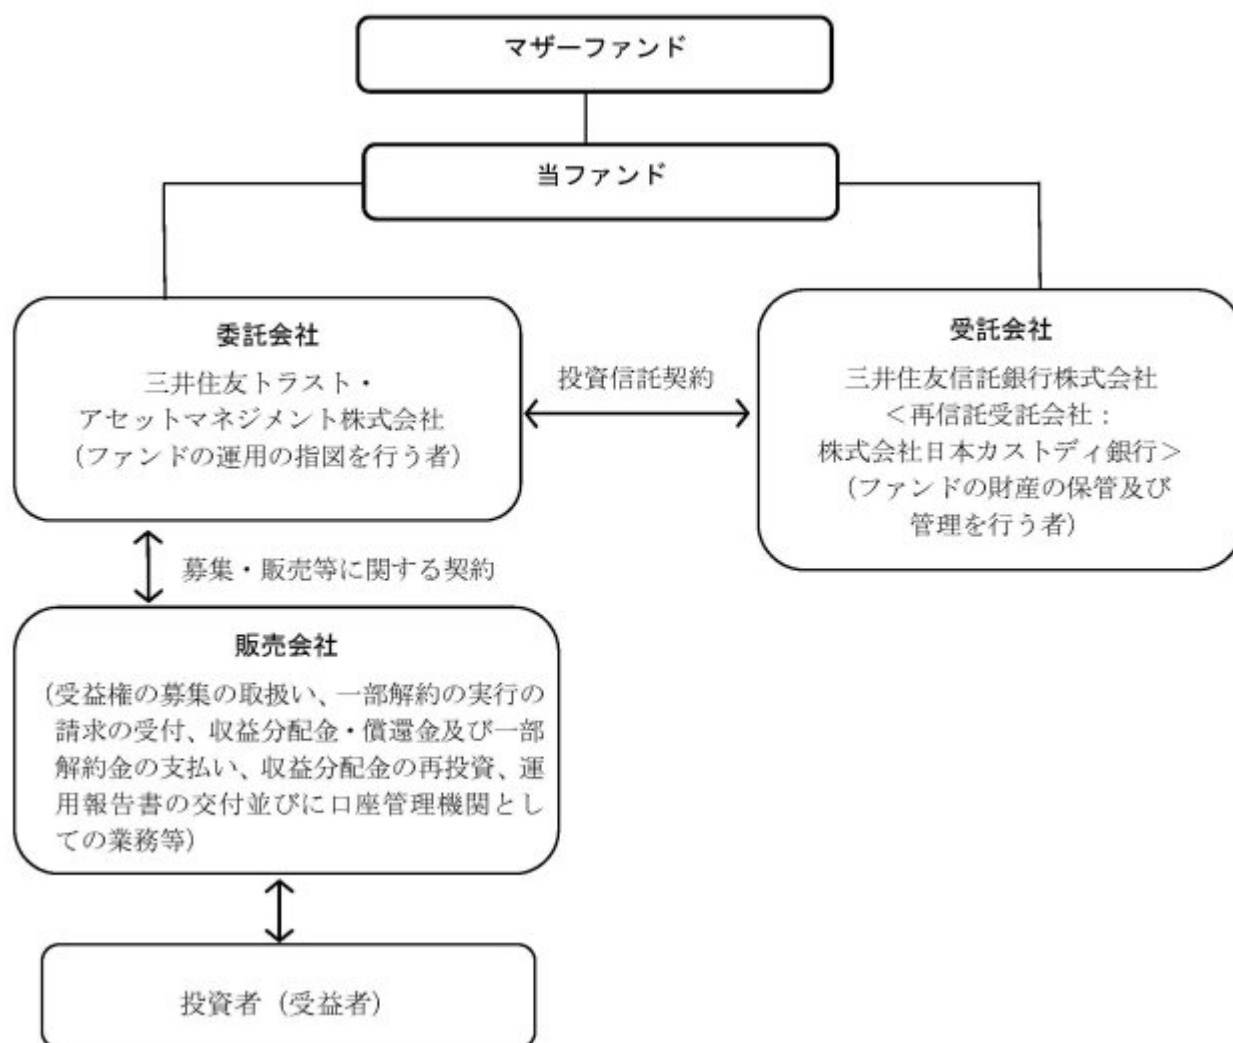 マザーファンド
当ファンド
委託会社
三井住友トラスト・
アセットマネジメント株式会社
（ファンドの運用の指図を行う者）
投資信託契約
受託会社
三井住友信託銀行株式会社
＜再信託受託会社：
株式会社日本カストディ銀行＞
（ファンドの財産の保管及び
管理を行う者）
募集・販売等に関する契約
販売会社
（受益権の募集の取扱い、一部解約の実行の
請求の受付、収益分配金・償還金及び一部
解約金の支払い、収益分配金の再投資、運
用報告書の交付並びに口座管理機関とし
ての業務等）
投資者（受益者）